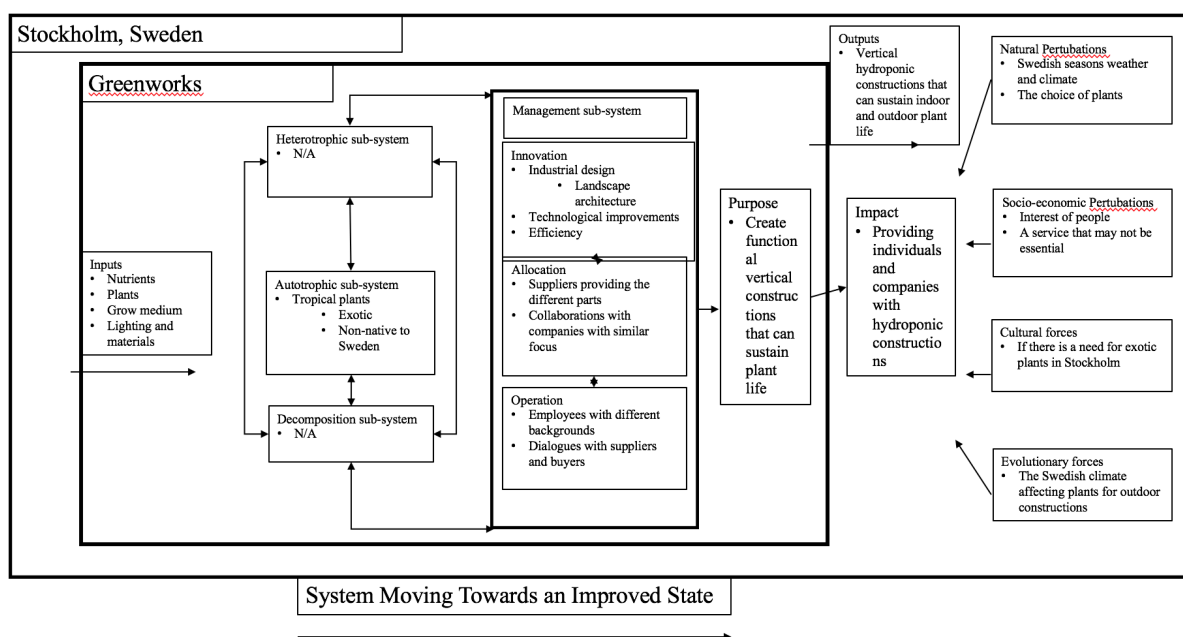 Stockholm, Sweden
Greenworks
Inputs
• Nutrients
• Plants
• Grow medium
• Lighting and
materials
Heterotrophic sub-system
• N/A
Autotrophic sub-system
• Tropical plants
• Exotic
• Non-native to
Sweden
Decomposition sub-system
• N/A
Management sub-system
Innovation
• Industrial design
• Landscape
architecture
• Technological improvements
• Efficiency
Allocation
• Suppliers providing the
different parts
• Collaborations with
companies with similar
focus
Operation
• Employees with different
backgrounds
• Dialogues with suppliers
and buyers
Purpose
• Create
function
al
vertical
construc
tions
that can
sustain
plant
life
Outputs
• Vertical
hydroponic
constructions that
can sustain indoor
and outdoor plant
life
Impact
• Providing
individuals
and
companies
with
hydroponic
constructio
ns
Natural Pertubations
• Swedish seasons weather
and climate
• The choice of plants
Socio-economic Pertubations
• Interest of people
• A service that may not be
essential
Cultural forces
• If there is a need for exotic
plants in Stockholm
Evolutionary forces
• The Swedish climate
affecting plants for outdoor
constructions
System Moving Towards an Improved State